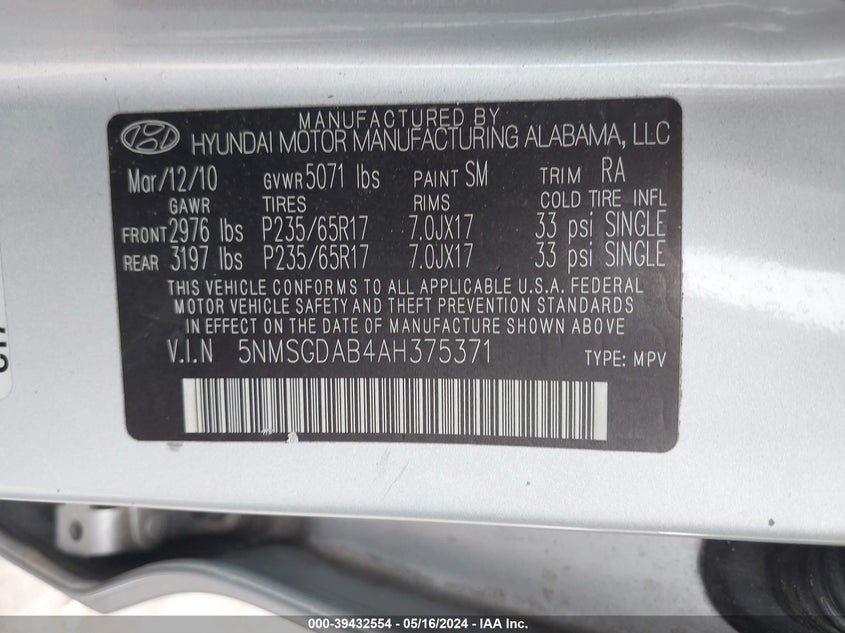 MANUFACTURED BY
HYUNDAI MOTOR MANUFACTURING ALABAMA, LLC
Mar/12/10 GVWR 5071 lbs PAINT SM TRIM RA
GAWR TIRES RIMS COLD TIRE INFL
FRONT 2976 lbs P235/65R17 7.0JX17 33 psi SINGLE
REAR 3197 lbs P235/65R17 7.0JX17 33 psi SINGLE
THIS VEHICLE CONFORMS TO ALL APPLICABLE U.S.A. FEDERAL
MOTOR VEHICLE SAFETY AND THEFT PREVENTION STANDARDS
IN EFFECT ON THE DATE OF MANUFACTURE SHOWN ABOVE
V.I.N 5NMSGDAB4AH375371 TYPE: MPV
000-39432554 - 05/16/2024 - IAA Inc.